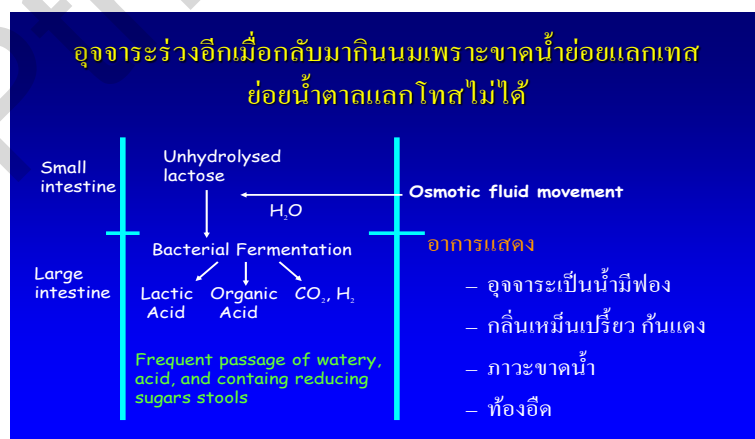 อุจจาระร่วงอีกเมื่อกลับมากินนมเพราะขาดน้ำย่อยแลกเทส
ย่อยน้ำตาลแลกโทสไม่ได้
Small
intestine
Unhydrolysed
lactose
Osmotic fluid movement
H₂O
Large
intestine
Bacterial Fermentation
Lactic
Acid
Organic
Acid
CO₂, H₂
Frequent passage of watery,
acid, and containg reducing
sugars stools
อาการแสดง
– อุจจาระเป็นน้ำมีฟอง
– กลิ่นเหม็นเปรี้ยว ก้นแดง
– ภาวะขาดน้ำ
– ท้องอืด